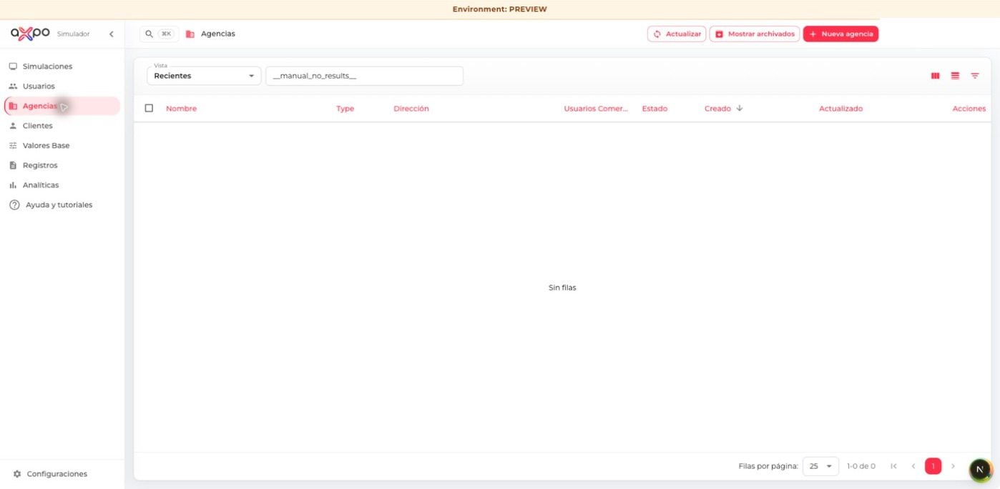 Environment: PREVIEW
axpo Simulador
⌘K Agencias Actualizar Mostrar archivados Nueva agencia
Simulaciones
Usuarios
Agencias
Clientes
Valores Base
Registros
Analíticas
Ayuda y tutoriales
Configuraciones
Vista
Recientes __manual_no_results__
Nombre Type Dirección Usuarios Comer... Estado Creado Actualizado Acciones
Sin filas
Filas por página: 25 1-0 de 0 1
N